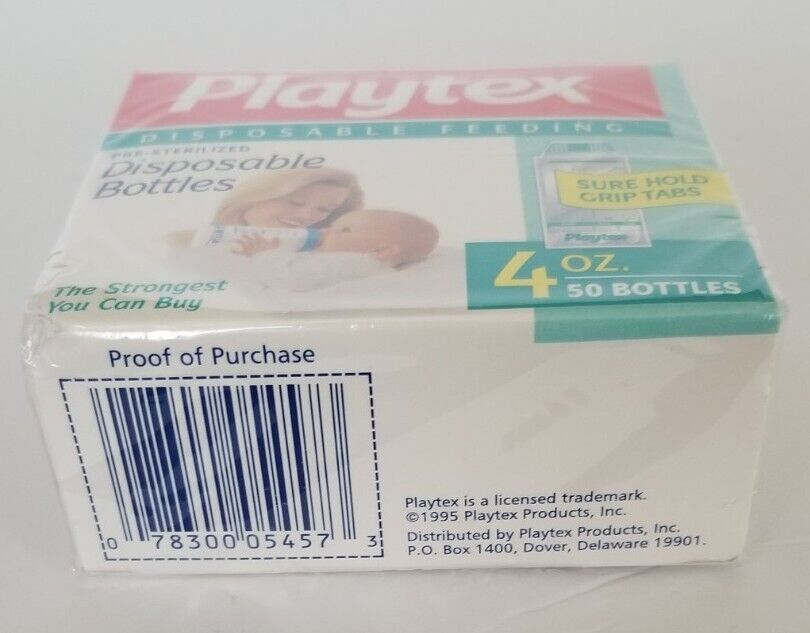 Playtex
DISPOSABLE FEEDING
PRE-STERILIZED
Disposable
Bottles
SURE HOLD
GRIP TABS
Playtex
4 OZ.
50 BOTTLES
The Strongest
You Can Buy
Proof of Purchase
0 78300 05457 3
Playtex is a licensed trademark.
©1995 Playtex Products, Inc.
Distributed by Playtex Products, Inc.
P.O. Box 1400, Dover, Delaware 19901.